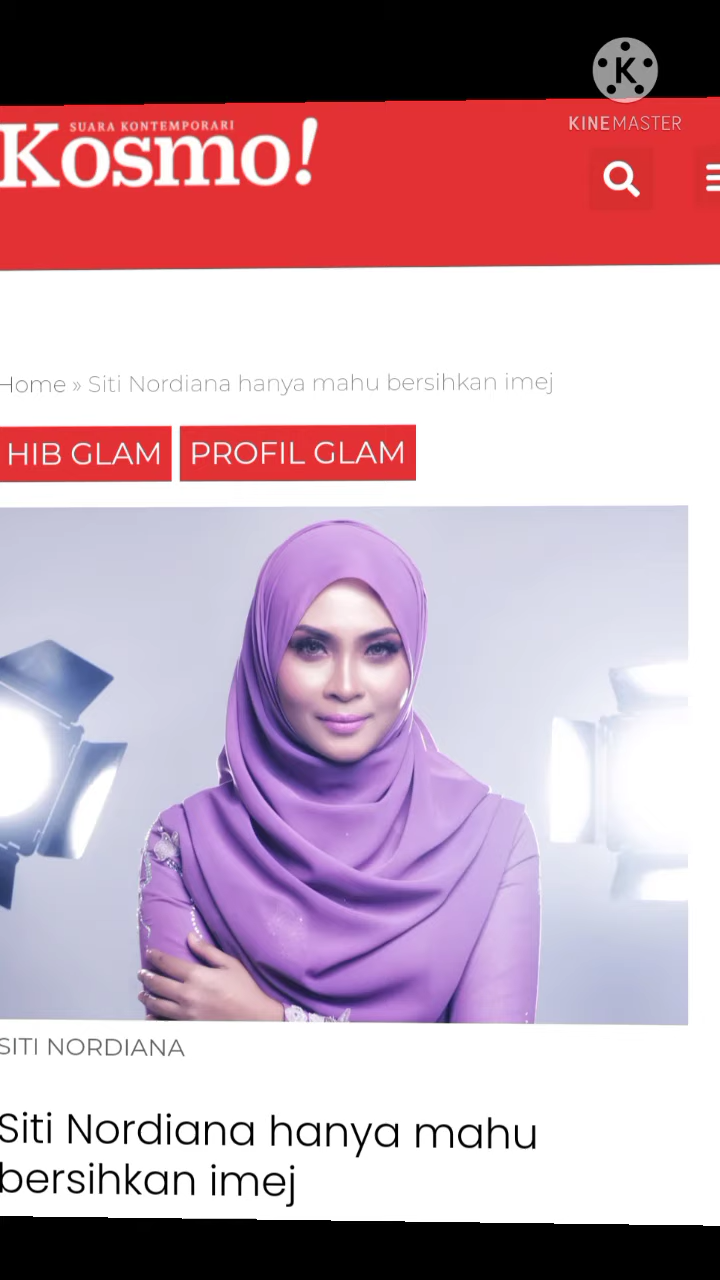 KINEMASTER
SUARA KONTEMPORARI
Kosmo!
Home » Siti Nordiana hanya mahu bersihkan imej
HIB GLAM
PROFIL GLAM
SITI NORDIANA
Siti Nordiana hanya mahu
bersihkan imej